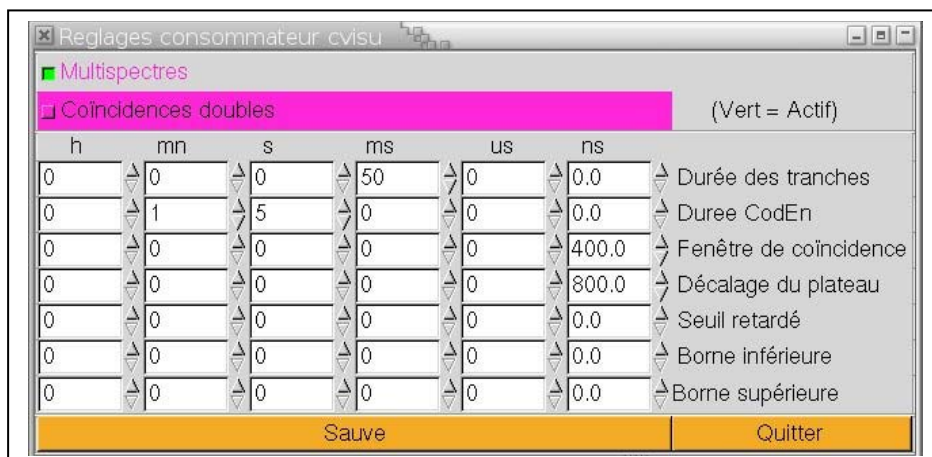 Reglages consommateur cvisu
Multispectres
Coïncidences doubles (Vert = Actif)
h mn s ms us ns
0 0 0 50 0 0.0 Durée des tranches
0 1 5 0 0 0.0 Duree CodEn
0 0 0 0 0 400.0 Fenêtre de coïncidence
0 0 0 0 0 800.0 Décalage du plateau
0 0 0 0 0 0.0 Seuil retardé
0 0 0 0 0 0.0 Borne inférieure
0 0 0 0 0 0.0 Borne supérieure
Sauve Quitter